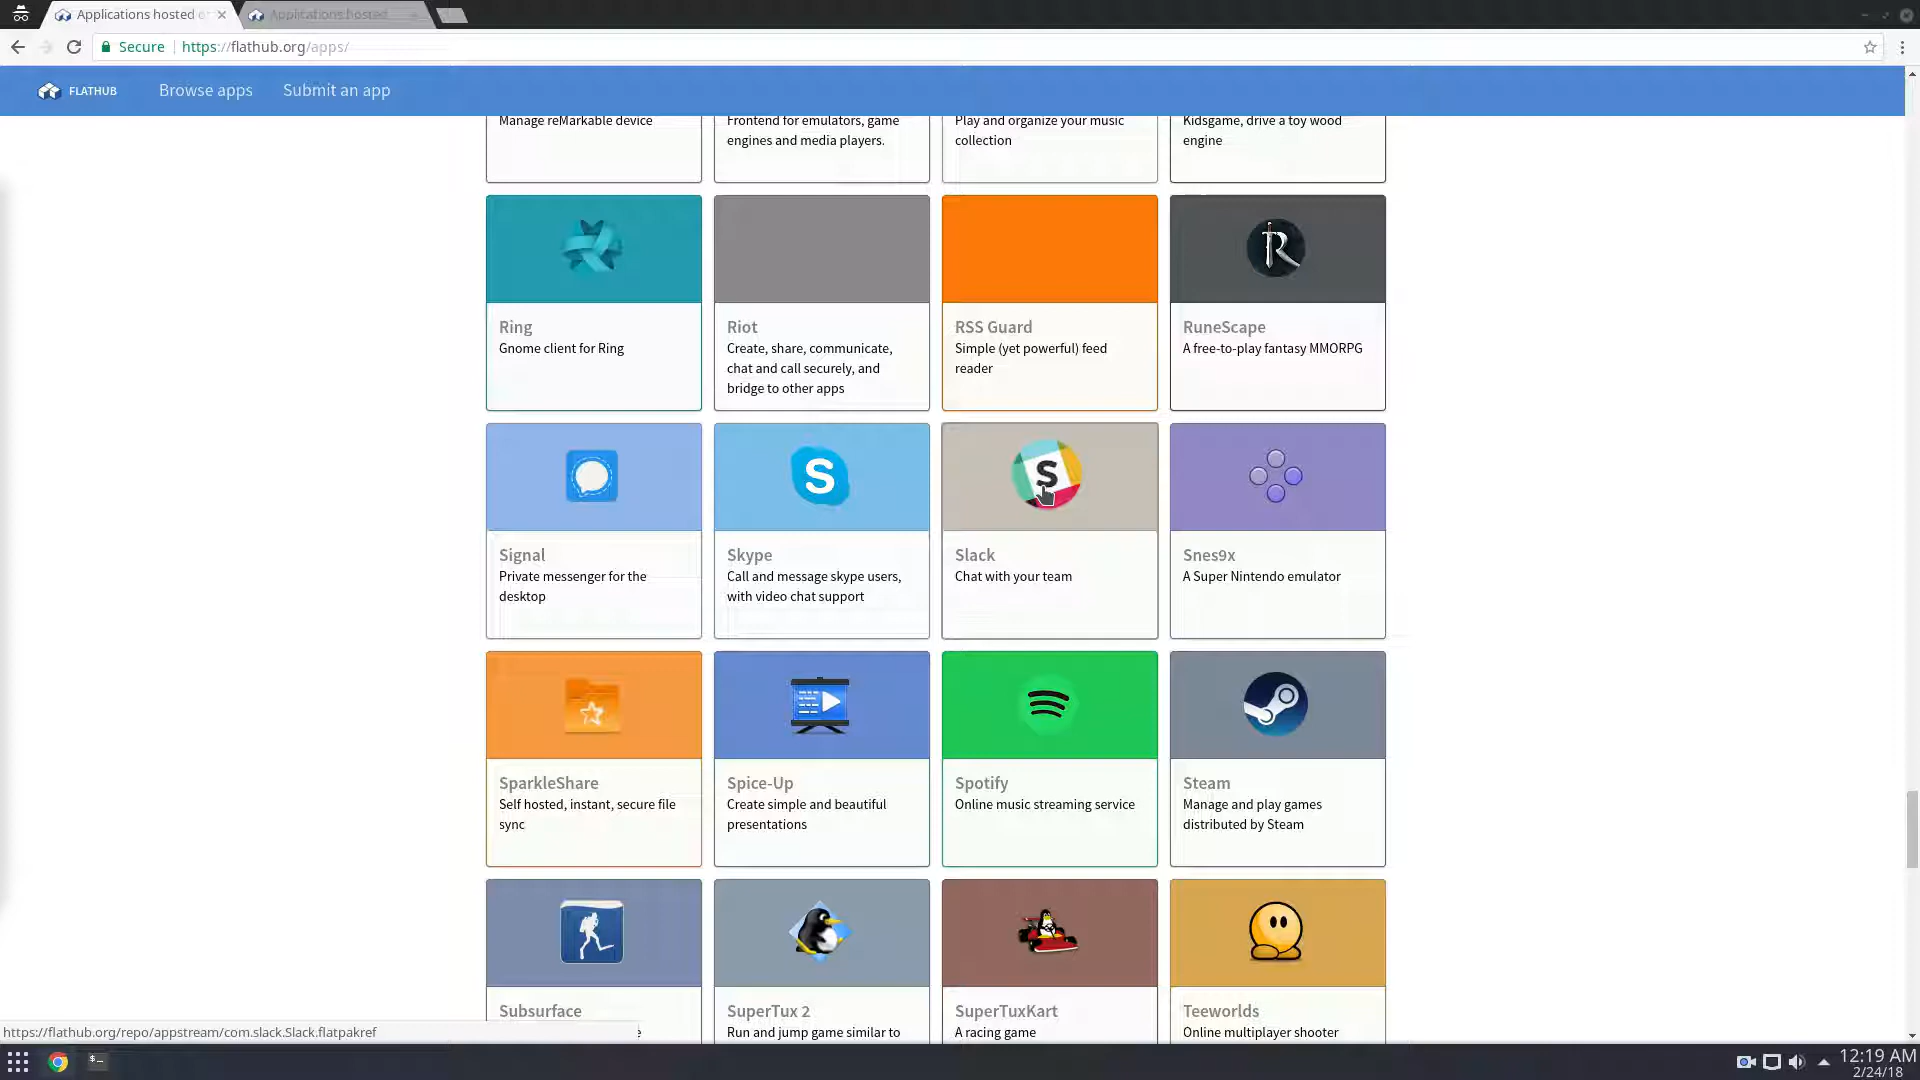 Applications hosted o
Applications hosted
Secure
https://flathub.org/apps/
FLATHUB
Browse apps
Submit an app
Manage reMarkable device
Frontend for emulators, game
engines and media players.
Play and organize your music
collection
Kidsgame, drive a toy wood
engine
R
Ring
Gnome client for Ring
Riot
Create, share, communicate,
chat and call securely, and
bridge to other apps
RSS Guard
Simple (yet powerful) feed
reader
RuneScape
A free-to-play fantasy MMORPG
S
S
Signal
Private messenger for the
desktop
Skype
Call and message skype users,
with video chat support
Slack
Chat with your team
Snes9x
A Super Nintendo emulator
SparkleShare
Self hosted, instant, secure file
sync
Spice-Up
Create simple and beautiful
presentations
Spotify
Online music streaming service
Steam
Manage and play games
distributed by Steam
Subsurface
e
SuperTux 2
Run and jump game similar to
SuperTuxKart
A racing game
Teeworlds
Online multiplayer shooter
https://flathub.org/repo/appstream/com.slack.Slack.flatpakref
12:19 AM
2/24/18